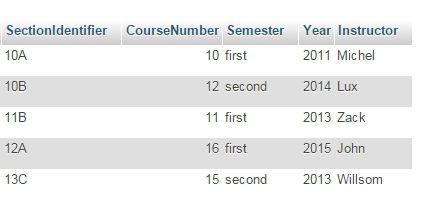 SectionIdentifier CourseNumber Semester Year Instructor
10A 10 first 2011 Michel
10B 12 second 2014 Lux
11B 11 first 2013 Zack
12A 16 first 2015 John
13C 15 second 2013 Willsom